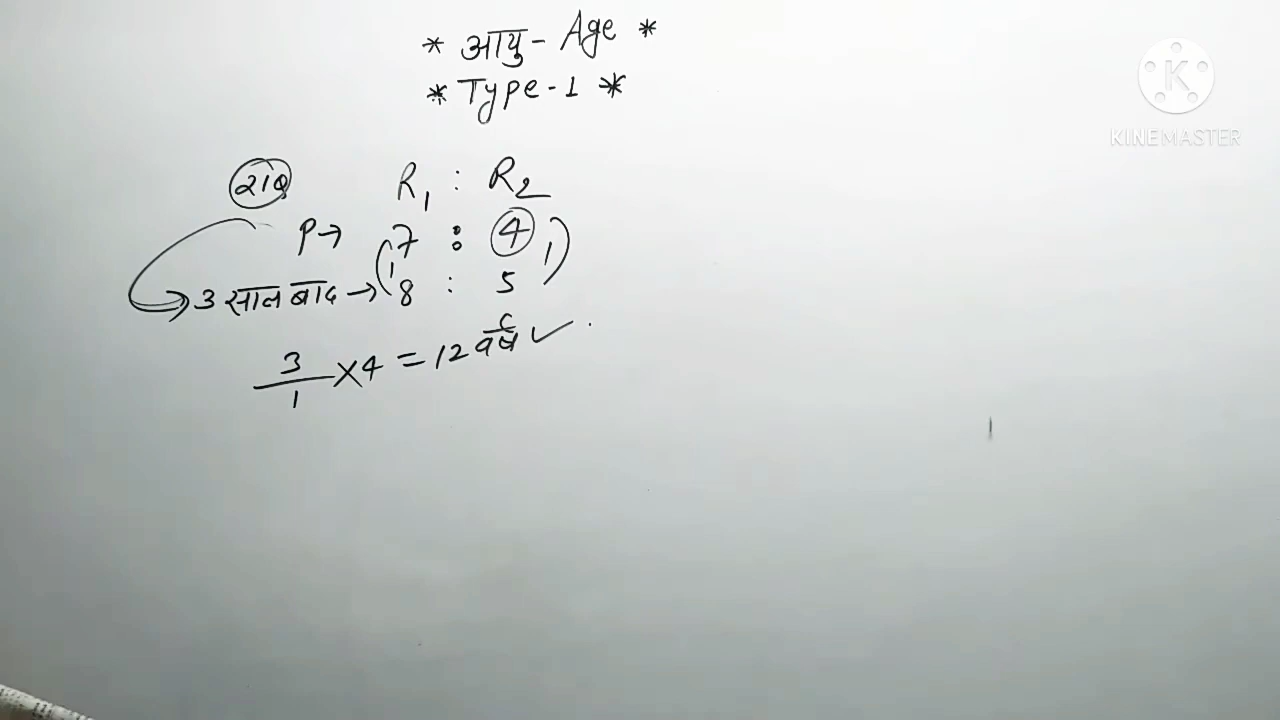 * आयु - Age *
* Type-1 *
R1 : R2
P → 7 : 4
1 1
3 साल बाद → 8 : 5
3/1 × 4 = 12 वर्ष ✓
KINEMASTER